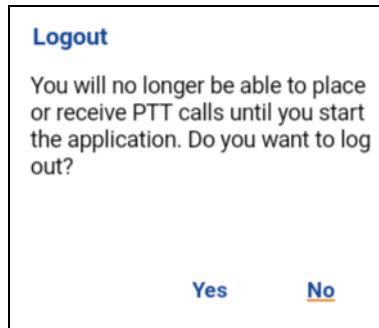 Logout
You will no longer be able to place
or receive PTT calls until you start
the application. Do you want to log
out?
Yes No